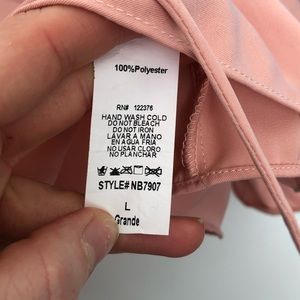 100%Polyester
RN# 122376
HAND WASH COLD
DO NOT BLEACH
DO NOT IRON
LAVAR A MANO
EN AGUA FRIA
NO USAR CLORO
NO PLANCHAR
STYLE# NB7907
L
Grande